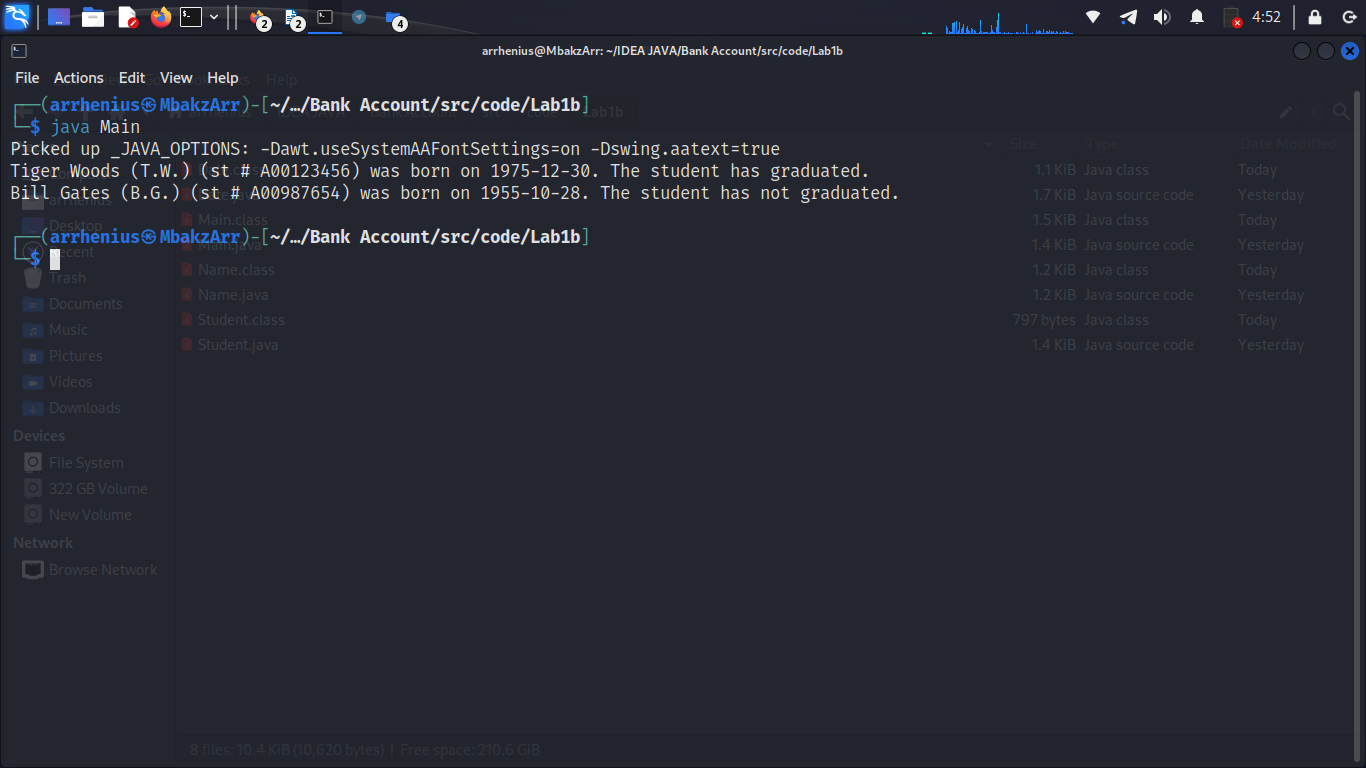 2
2
4
4:52
arrhenius@MbakzArr: ~/IDEA JAVA/Bank Account/src/code/Lab1b
File Actions Edit View Help
┌──(arrhenius㉿MbakzArr)-[~/…/Bank Account/src/code/Lab1b]
└─$ java Main
Picked up _JAVA_OPTIONS: -Dawt.useSystemAAFontSettings=on -Dswing.aatext=true
Tiger Woods (T.W.) (st # A00123456) was born on 1975-12-30. The student has graduated.
Bill Gates (B.G.) (st # A00987654) was born on 1955-10-28. The student has not graduated.
┌──(arrhenius㉿MbakzArr)-[~/…/Bank Account/src/code/Lab1b]
└─$
Help
Size Type Date Modified
1.1 KiB Java class Today
1.7 KiB Java source code Yesterday
Main.class 1.5 KiB Java class Today
Main.java 1.4 KiB Java source code Yesterday
Name.class 1.2 KiB Java class Today
Name.java 1.2 KiB Java source code Yesterday
Student.class 797 bytes Java class Today
Student.java 1.4 KiB Java source code Yesterday
arrhenius
Desktop
Recent
Trash
Documents
Music
Pictures
Videos
Downloads
Devices
File System
322 GB Volume
New Volume
Network
Browse Network
8 files: 10.4 KiB (10,620 bytes) | Free space: 210.6 GiB